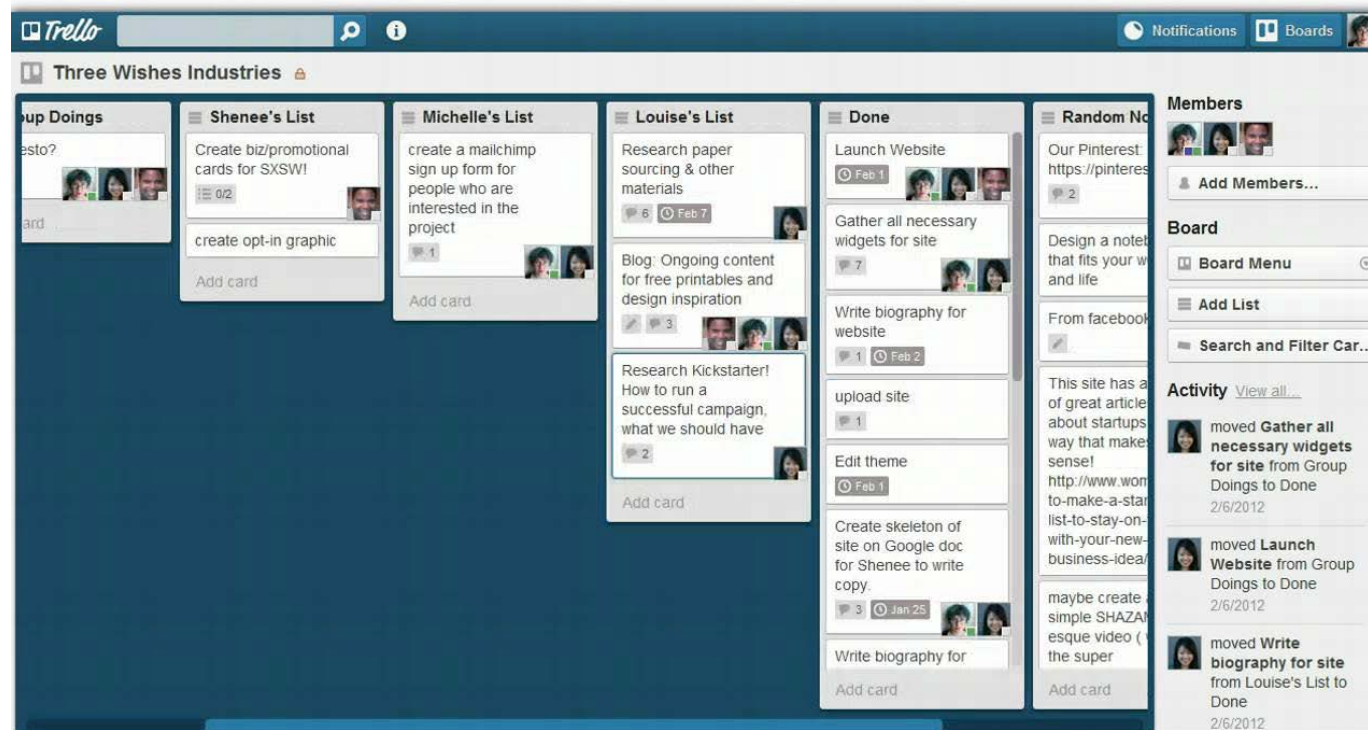 Trello
Notifications
Boards
Three Wishes Industries
oup Doings
esto?
ard
Shenee's List
Create biz/promotional
cards for SXSW!
0/2
create opt-in graphic
Add card
Michelle's List
create a mailchimp
sign up form for
people who are
interested in the
project
1
Add card
Louise's List
Research paper
sourcing & other
materials
6 Feb 7
Blog: Ongoing content
for free printables and
design inspiration
3
Research Kickstarter!
How to run a
successful campaign,
what we should have
2
Add card
Done
Launch Website
Feb 1
Gather all necessary
widgets for site
7
Write biography for
website
1 Feb 2
upload site
1
Edit theme
Feb 1
Create skeleton of
site on Google doc
for Shenee to write
copy.
3 Jan 25
Write biography for
Add card
Random No
Our Pinterest:
https://pinteres
2
Design a noteb
that fits your w
and life
From facebook
This site has a
of great article
about startups
way that makes
sense!
http://www.wom
to-make-a-star
list-to-stay-on-
with-your-new-
business-idea/
maybe create a
simple SHAZAM
esque video ( w
the super
Add card
Members
Add Members...
Board
Board Menu
Add List
Search and Filter Car...
Activity View all...
moved Gather all
necessary widgets
for site from Group
Doings to Done
2/6/2012
moved Launch
Website from Group
Doings to Done
2/6/2012
moved Write
biography for site
from Louise's List to
Done
2/6/2012